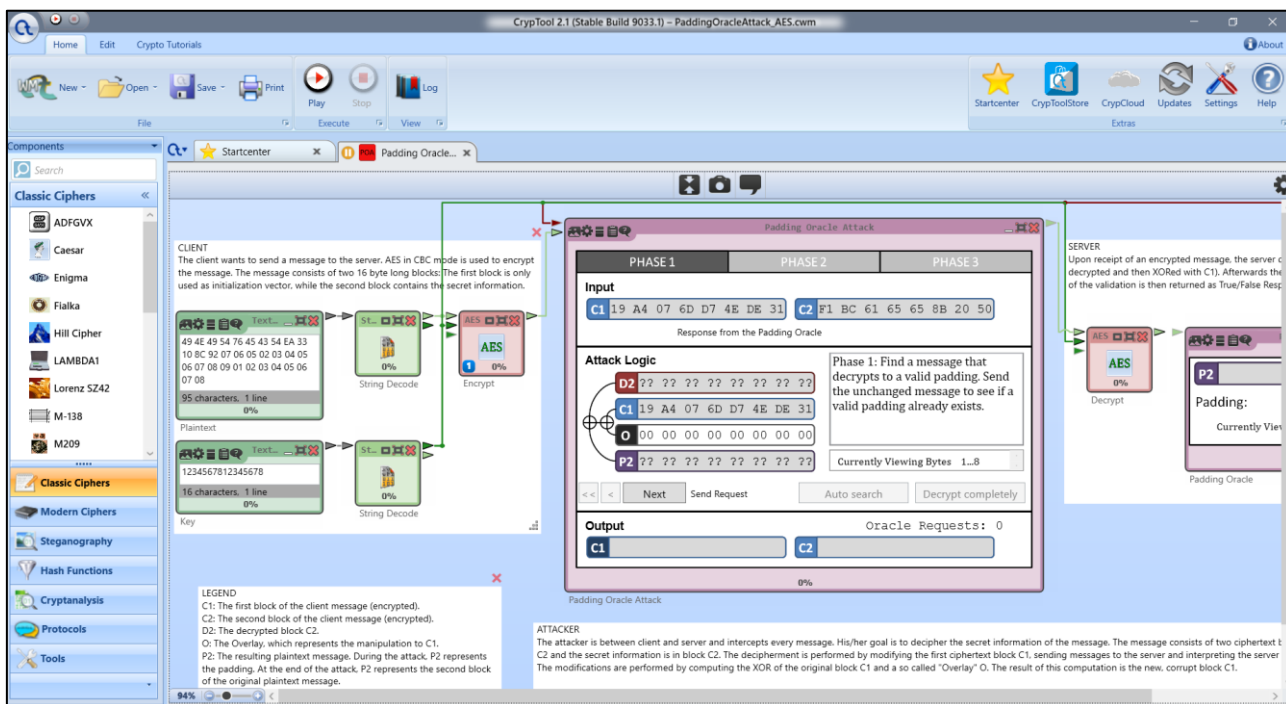 CrypTool 2.1 (Stable Build 9033.1) – PaddingOracleAttack_AES.cwm
Home Edit Crypto Tutorials
About
New Open Save Print
Play Stop
Log
Startcenter CrypToolStore CrypCloud Updates Settings Help
File
Execute
View
Extras
Components
Search
Classic Ciphers
ADFGVX
Caesar
Enigma
Fialka
Hill Cipher
LAMBDA1
Lorenz SZ42
M-138
M209
Classic Ciphers
Modern Ciphers
Steganography
Hash Functions
Cryptanalysis
Protocols
Tools
Startcenter
POA Padding Oracle...
CLIENT
The client wants to send a message to the server. AES in CBC mode is used to encrypt
the message. The message consists of two 16 byte long blocks: The first block is only
used as initialization vector, while the second block contains the secret information.
Text...
49 4E 49 54 76 45 43 54 EA 33
10 8C 92 07 06 05 02 03 04 05
06 07 08 09 01 02 03 04 05 06
07 08
95 characters, 1 line
0%
Plaintext
St...
0%
String Decode
AES
AES
1
0%
Encrypt
Text...
1234567812345678
16 characters, 1 line
0%
Key
St...
0%
String Decode
Padding Oracle Attack
PHASE 1 PHASE 2 PHASE 3
Input
C1 19 A4 07 6D D7 4E DE 31 C2 F1 BC 61 65 65 8B 20 50
Response from the Padding Oracle
Attack Logic
D2 ?? ?? ?? ?? ?? ?? ?? ??
C1 19 A4 07 6D D7 4E DE 31
O 00 00 00 00 00 00 00 00
P2 ?? ?? ?? ?? ?? ?? ?? ??
Phase 1: Find a message that
decrypts to a valid padding. Send
the unchanged message to see if a
valid padding already exists.
Currently Viewing Bytes 1...8
<< < Next Send Request Auto search Decrypt completely
Output Oracle Requests: 0
C1 C2
0%
Padding Oracle Attack
SERVER
Upon receipt of an encrypted message, the server d
decrypted and then XORed with C1). Afterwards the
of the validation is then returned as True/False Resp
AES
AES
0%
Decrypt
P2
Padding:
Currently View
Padding Oracle
LEGEND
C1: The first block of the client message (encrypted).
C2: The second block of the client message (encrypted).
D2: The decrypted block C2.
O: The Overlay, which represents the manipulation to C1.
P2: The resulting plaintext message. During the attack, P2 represents
the padding. At the end of the attack, P2 represents the second block
of the original plaintext message.
ATTACKER
The attacker is between client and server and intercepts every message. His/her goal is to decipher the secret information of the message. The message consists of two ciphertext b
C2 and the secret information is in block C2. The decipherment is performed by modifying the first ciphertext block C1, sending messages to the server and interpreting the server
The modifications are performed by computing the XOR of the original block C1 and a so called "Overlay" O. The result of this computation is the new, corrupt block C1.
94%